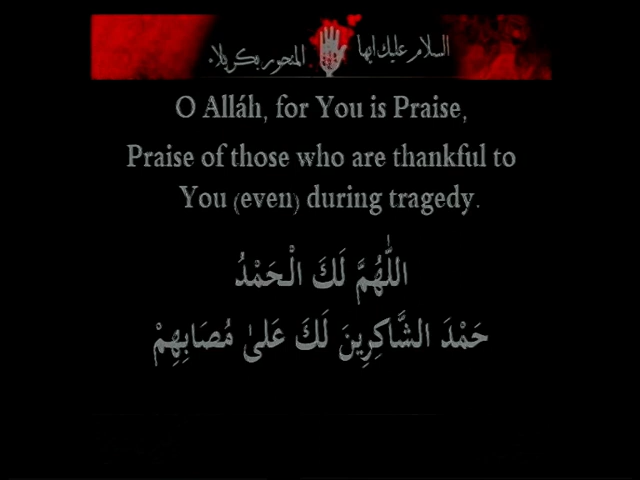 السلام عليك ايها المنحور بكربلاء
O Alláh, for You is Praise,
Praise of those who are thankful to
You (even) during tragedy.
اللّٰهُمَّ لَكَ الْحَمْدُ
حَمْدَ الشَّاكِرِينَ لَكَ عَلىٰ مُصَابِهِمْ